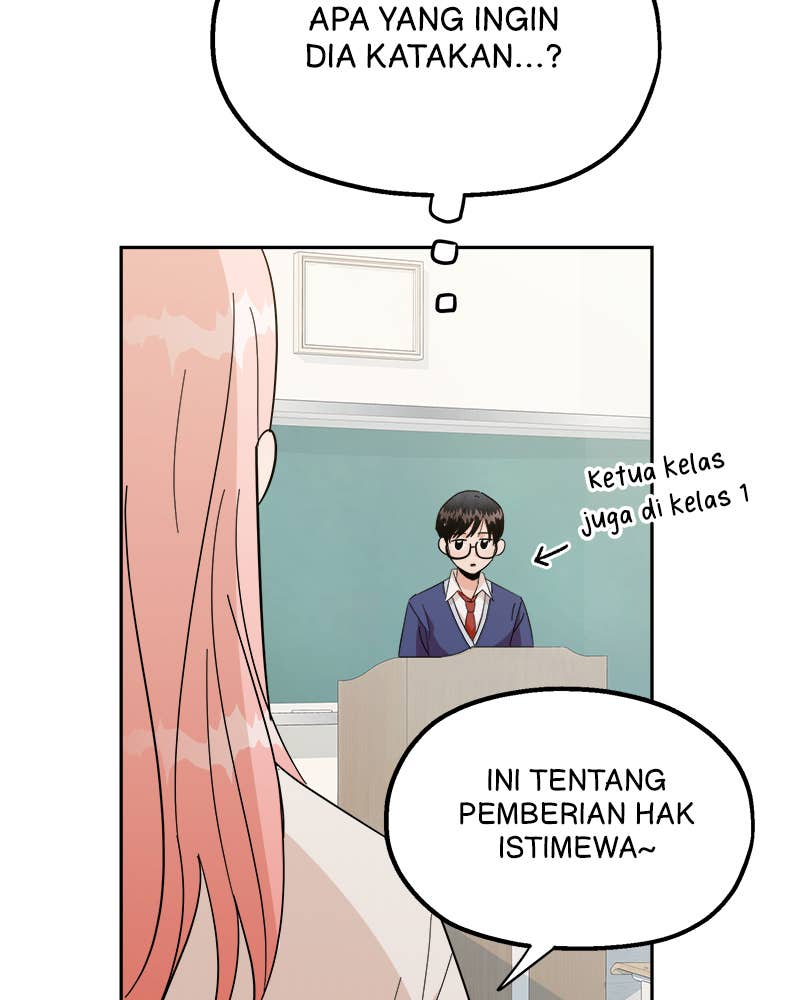 APA YANG INGIN
DIA KATAKAN...?
Ketua kelas
juga di kelas 1
INI TENTANG
PEMBERIAN HAK
ISTIMEWA~